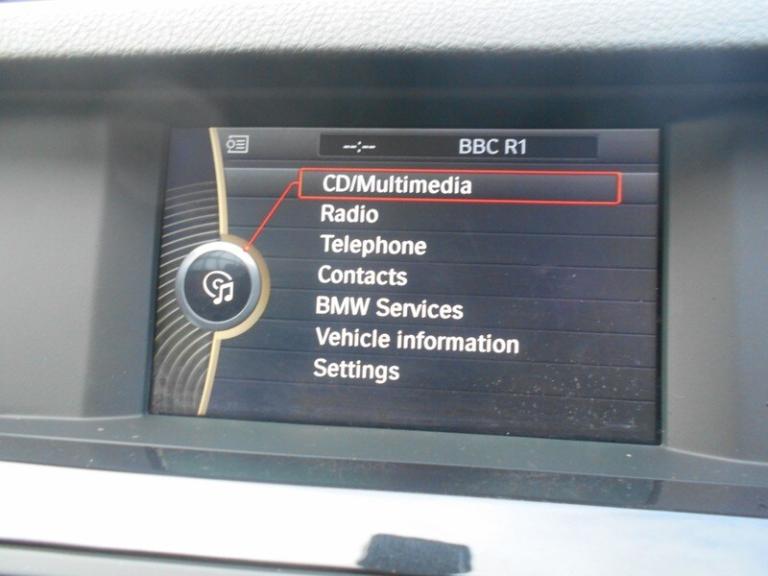 --:-- BBC R1
CD/Multimedia
Radio
Telephone
Contacts
BMW Services
Vehicle information
Settings